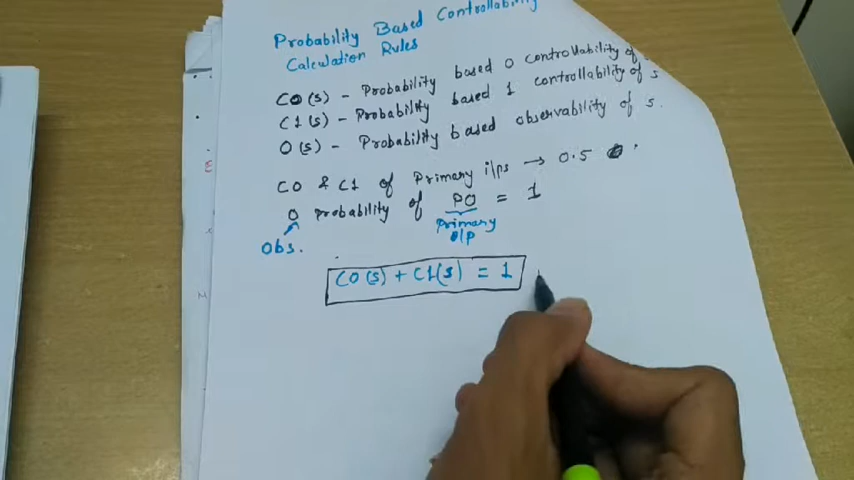 Probability Based Controllability
Calculation Rules
C0(s) - Probability based 0 controllability of
C1(s) - Probability based 1 controllability of s
O(s) - Probability based observability of s.
C0 & C1 of Primary i/ps → 0.5 .
O probability of PO = 1
Obs.
Primary
o/p
C0(s) + C1(s) = 1